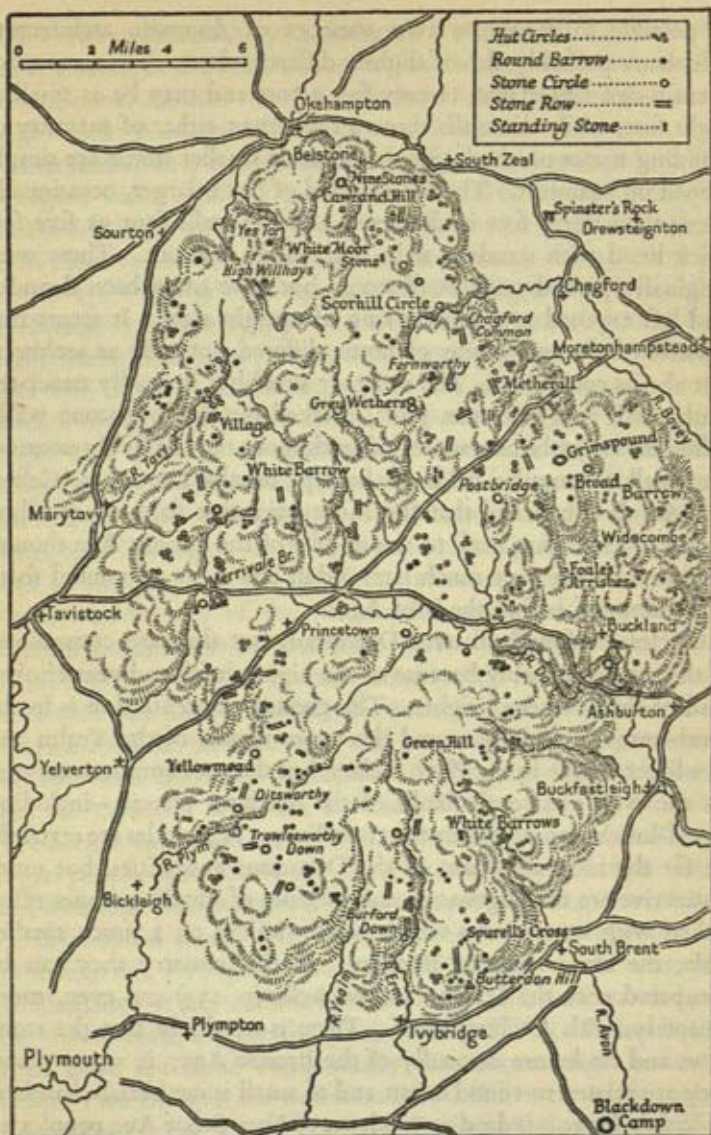 0 2 Miles 4 6
Hut Circles
Round Barrow
Stone Circle
Stone Row
Standing Stone
Okehampton
Belstone
South Zeal
Nine Stones
Cawsand Hill
Spinster's Rock
Drewsteignton
Sourton
Yes Tor
White Moor
Stone
High Willhays
Chagford
Scorhill Circle
Chagford
Common
Moretonhampstead
Fernworthy
Metherill
Grey Wethers
R. Bovey
Village
Grimspound
R. Tavy
White Barrow
Postbridge
Broad
Barrow
Marytavy
Widecombe
Merrivale Br.
Foale's
Arrishes
Tavistock
Princetown
Buckland
Ashburton
Green Hill
Yelverton
Yellowmead
Ditsworthy
Buckfastleigh
Trowlesworthy
Down
White Barrows
R. Plym
Bickleigh
Burford
Down
Spurell's Cross
South Brent
Butterdon Hill
R. Erme
Plympton
Ivybridge
R. Avon
Plymouth
Blackdown
Camp